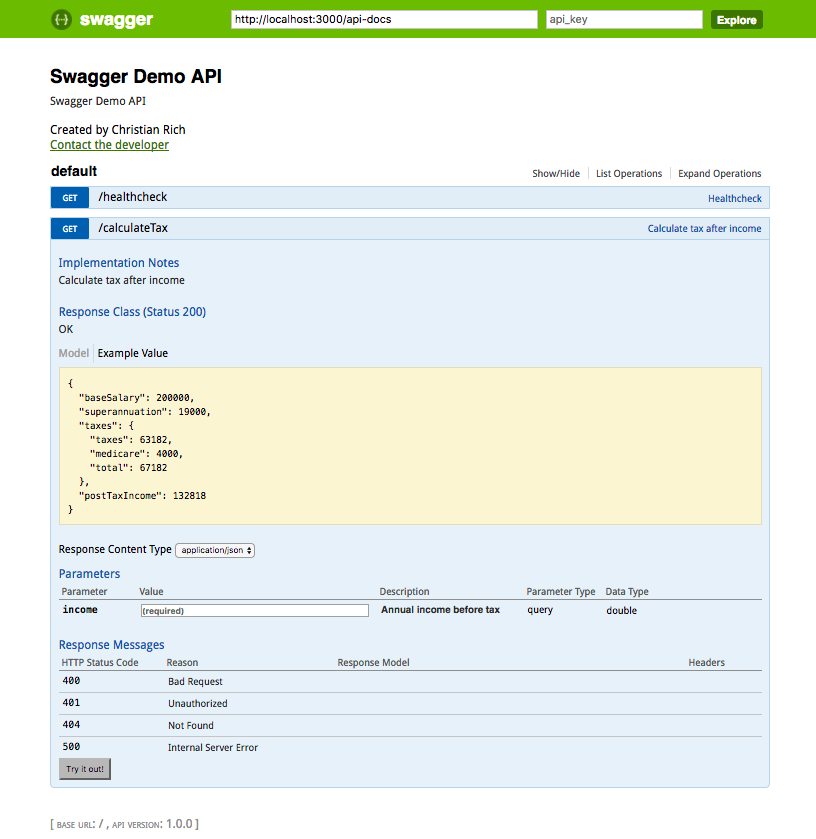 {··} swagger http://localhost:3000/api-docs api_key Explore
Swagger Demo API
Swagger Demo API
Created by Christian Rich
Contact the developer
default Show/Hide List Operations Expand Operations
GET /healthcheck Healthcheck
GET /calculateTax Calculate tax after income
Implementation Notes
Calculate tax after income
Response Class (Status 200)
OK
Model Example Value
{
  "baseSalary": 200000,
  "superannuation": 19000,
  "taxes": {
    "taxes": 63182,
    "medicare": 4000,
    "total": 67182
  },
  "postTaxIncome": 132818
}
Response Content Type application/json
Parameters
Parameter Value Description Parameter Type Data Type
income (required) Annual income before tax query double
Response Messages
HTTP Status Code Reason Response Model Headers
400 Bad Request
401 Unauthorized
404 Not Found
500 Internal Server Error
Try it out!
[ BASE URL: / , API VERSION: 1.0.0 ]